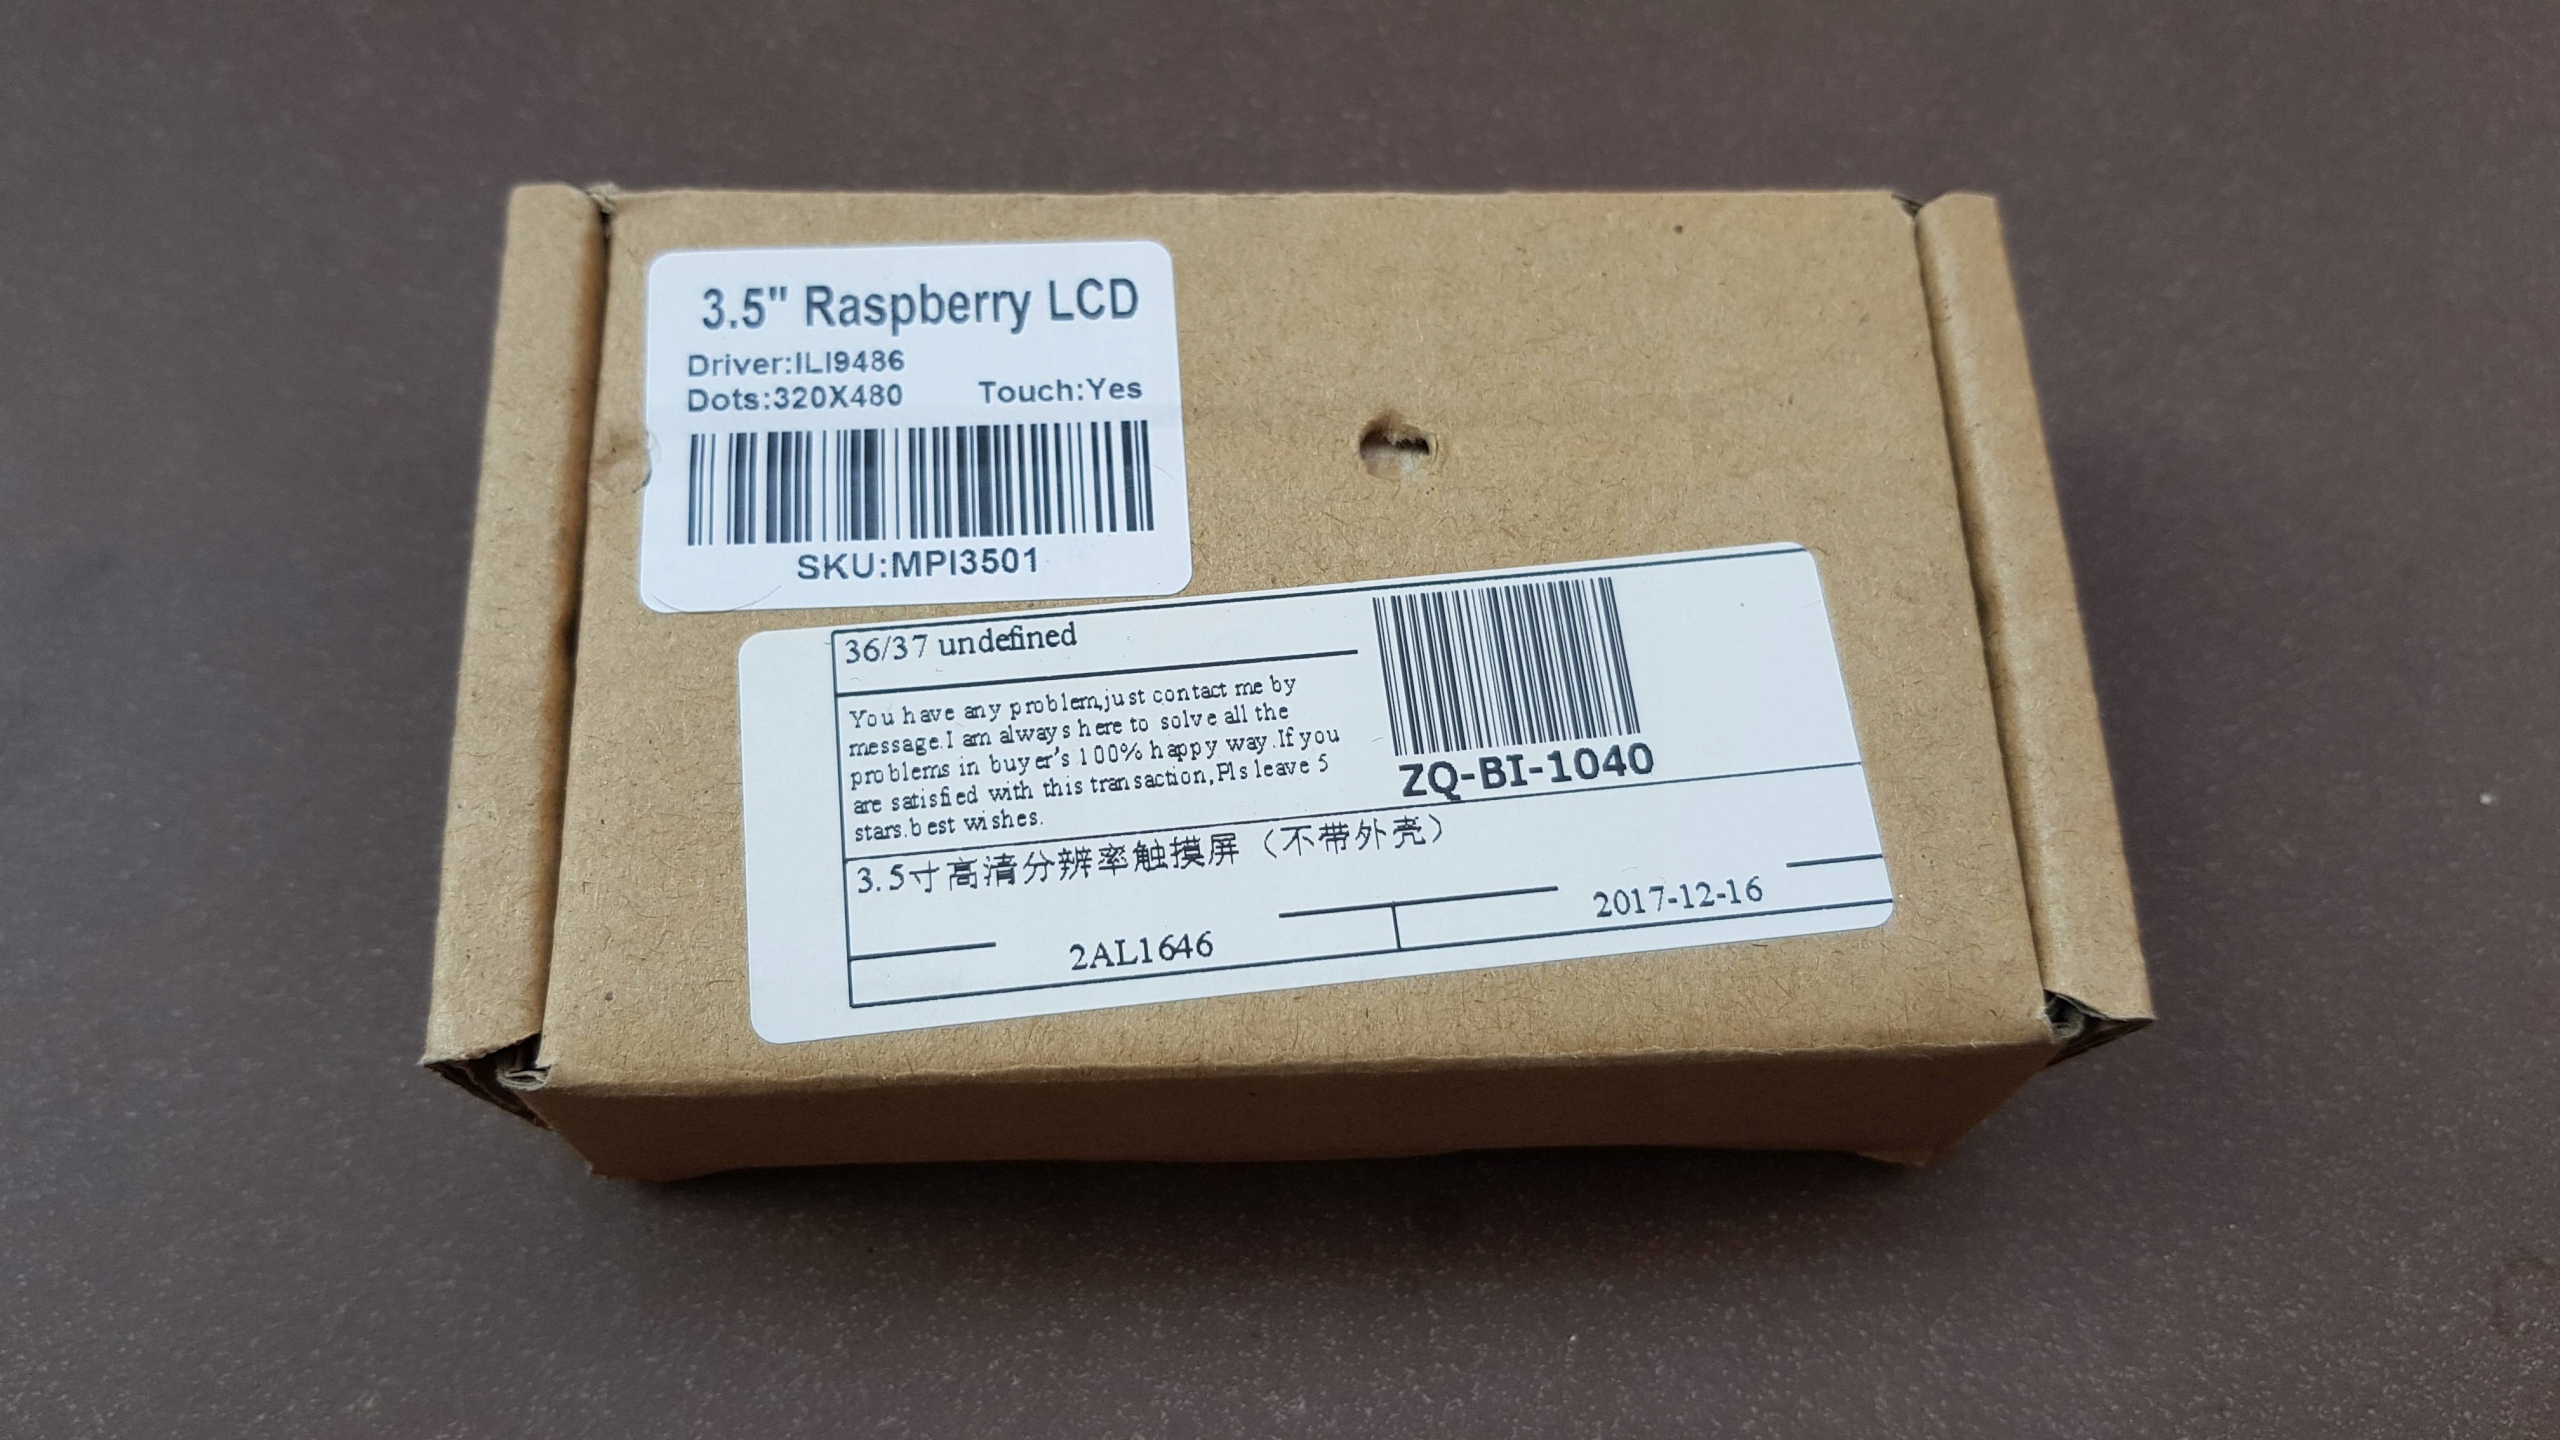 3.5" Raspberry LCD
Driver:ILI9486
Dots:320X480 Touch:Yes
SKU:MPI3501
36/37 undefined
You have any problem,just contact me by
message.I am always here to solve all the
problems in buyer's 100% happy way.If you
are satisfied with this transaction,Pls leave 5
stars.best wishes.
ZQ-BI-1040
3.5寸高清分辨率触摸屏（不带外壳）
2AL1646
2017-12-16